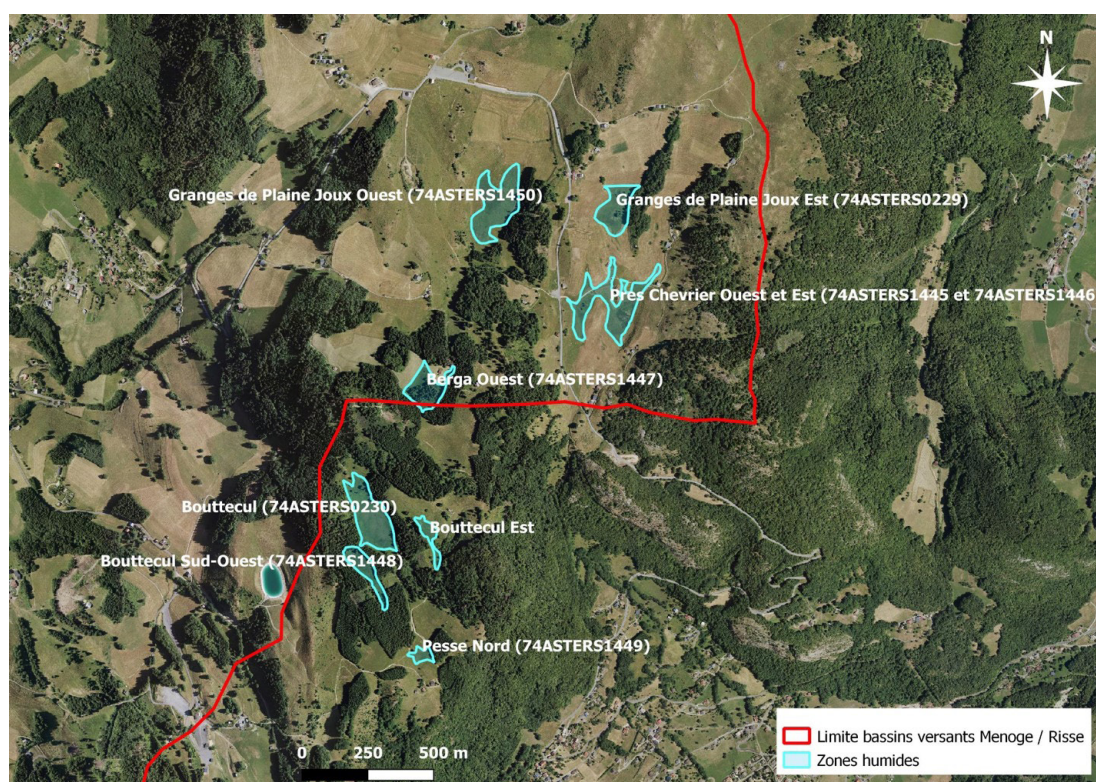 N
Granges de Plaine Joux Ouest (74ASTERS1450)
Granges de Plaine Joux Est (74ASTERS0229)
Près Chevrier Ouest et Est (74ASTERS1445 et 74ASTERS1446
Berga Ouest (74ASTERS1447)
Bouttecul (74ASTERS0230)
Bouttecul Est
Bouttecul Sud-Ouest (74ASTERS1448)
Pesse Nord (74ASTERS1449)
0 250 500 m
Limite bassins versants Menoge / Risse
Zones humides